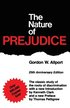 The Nature of
PREJUDICE
Gordon W. Allport
25th Anniversary Edition
The classic study of
the roots of discrimination
with a new introduction
by Kenneth Clark
and a new preface
by Thomas Pettigrew